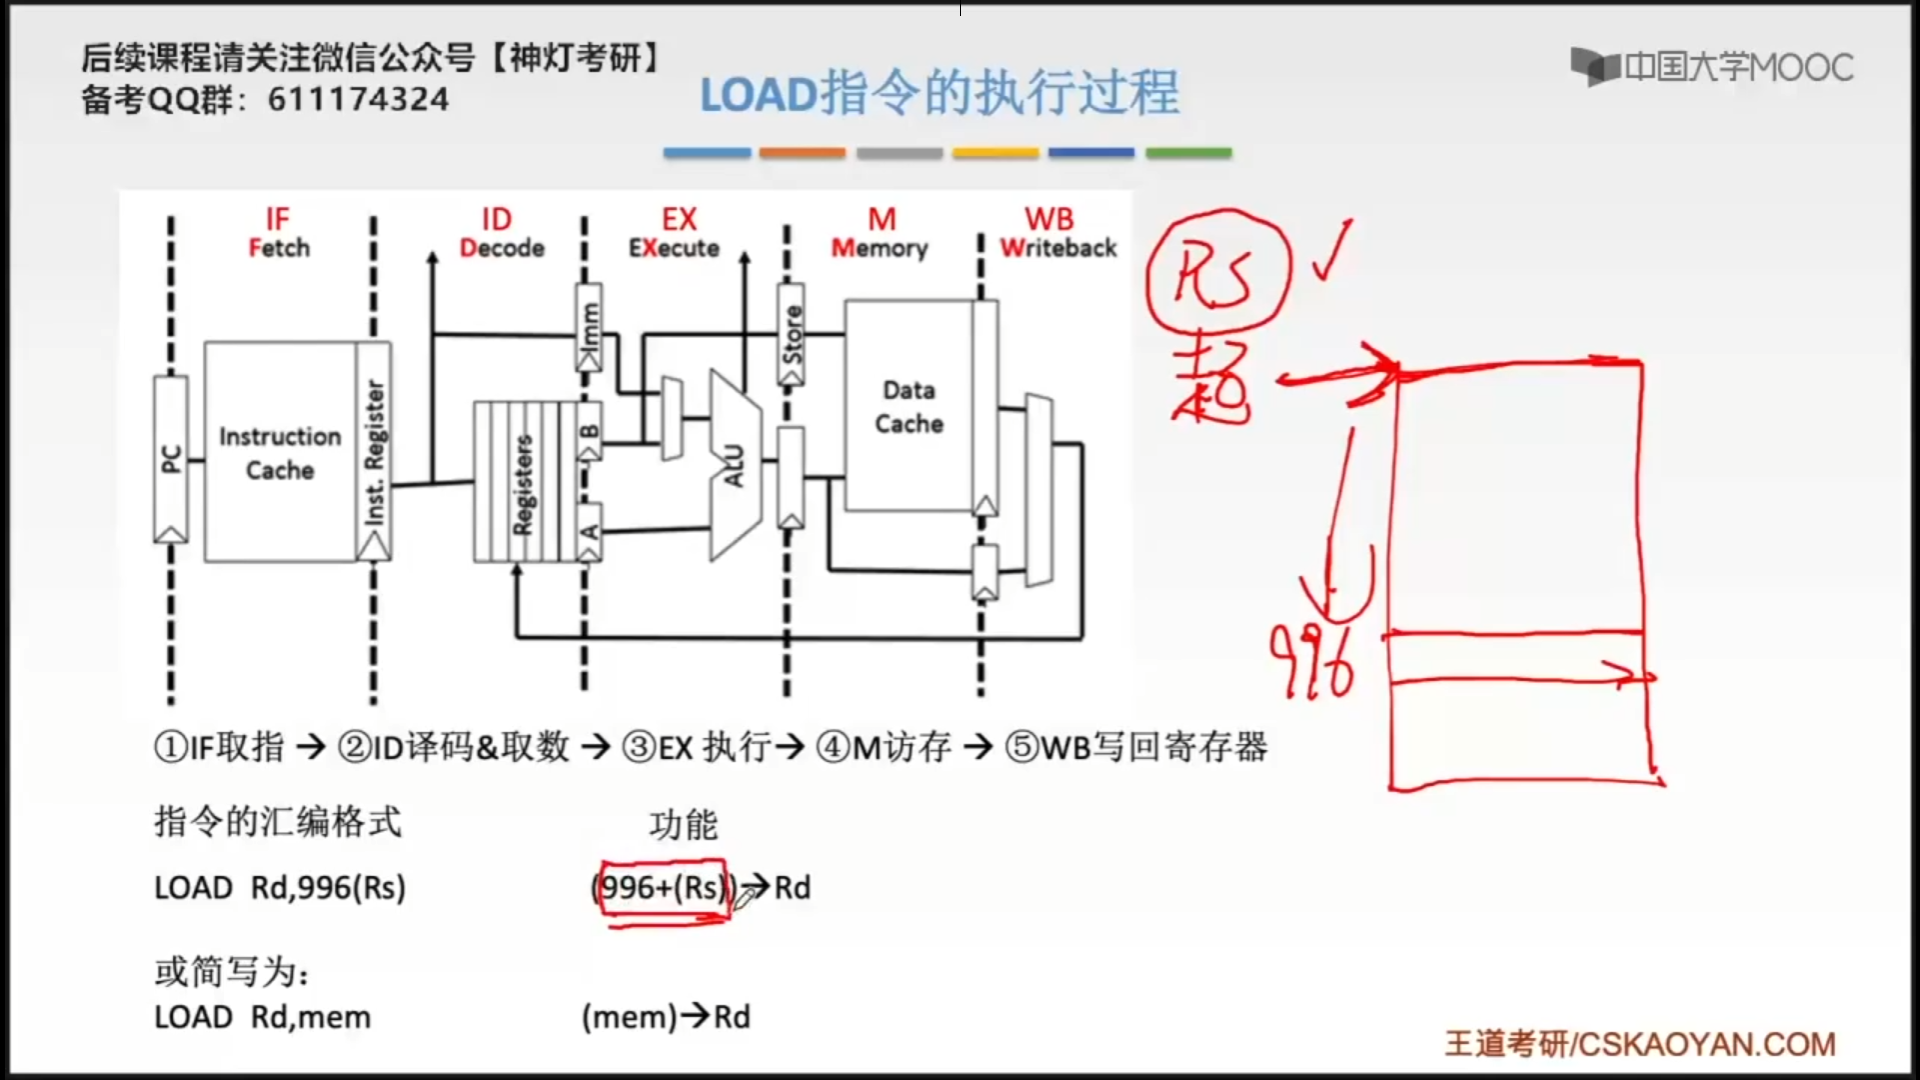 后续课程请关注微信公众号【神灯考研】
备考QQ群：611174324
LOAD指令的执行过程
中国大学MOOC
IF
Fetch
ID
Decode
EX
EXecute
M
Memory
WB
Writeback
PC
Instruction
Cache
Inst. Register
Registers
Imm
B
A
ALU
Store
Data
Cache
RS
起
996
①IF取指 → ②ID译码&取数 → ③EX 执行→ ④M访存 → ⑤WB写回寄存器
指令的汇编格式 功能
LOAD Rd,996(Rs) (996+(Rs))→Rd
或简写为：
LOAD Rd,mem (mem)→Rd
王道考研/CSKAOYAN.COM